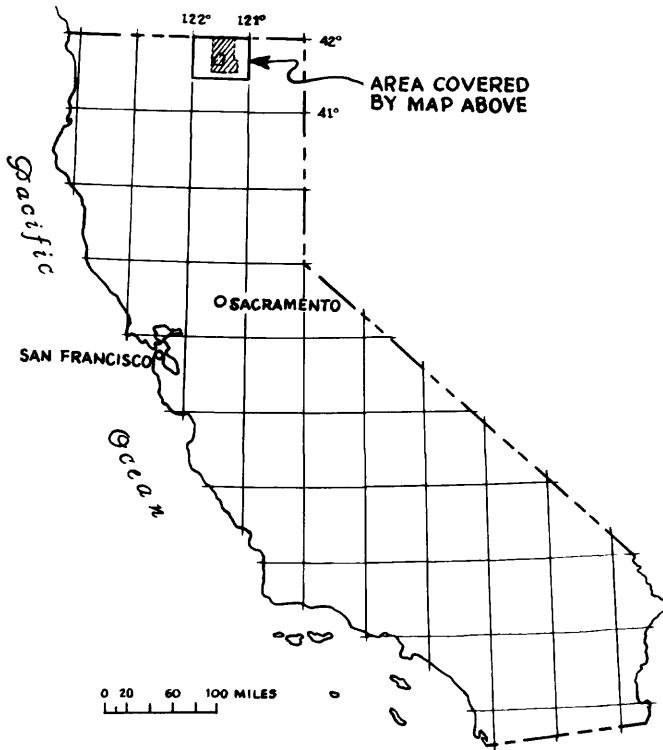 122° 121°
42°
AREA COVERED
BY MAP ABOVE
41°
Pacific
SACRAMENTO
SAN FRANCISCO
Ocean
0 20 60 100 MILES